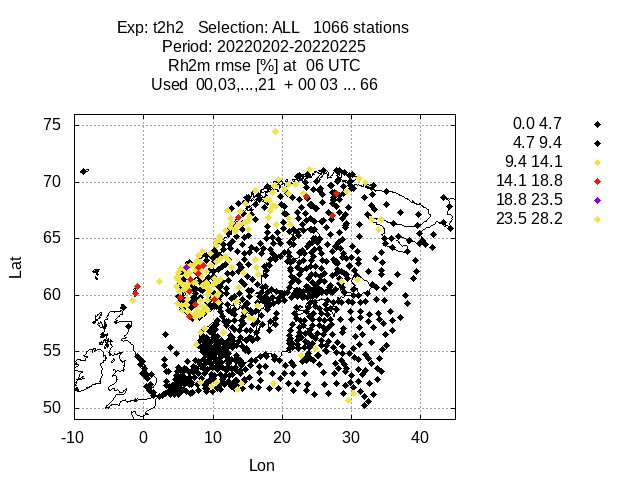 Exp: t2h2 Selection: ALL 1066 stations
Period: 20220202-20220225
Rh2m rmse [%] at 06 UTC
Used 00,03,...,21 + 00 03 ... 66
75
70
65
60
55
50
Lat
-10 0 10 20 30 40
Lon
0.0 4.7
4.7 9.4
9.4 14.1
14.1 18.8
18.8 23.5
23.5 28.2